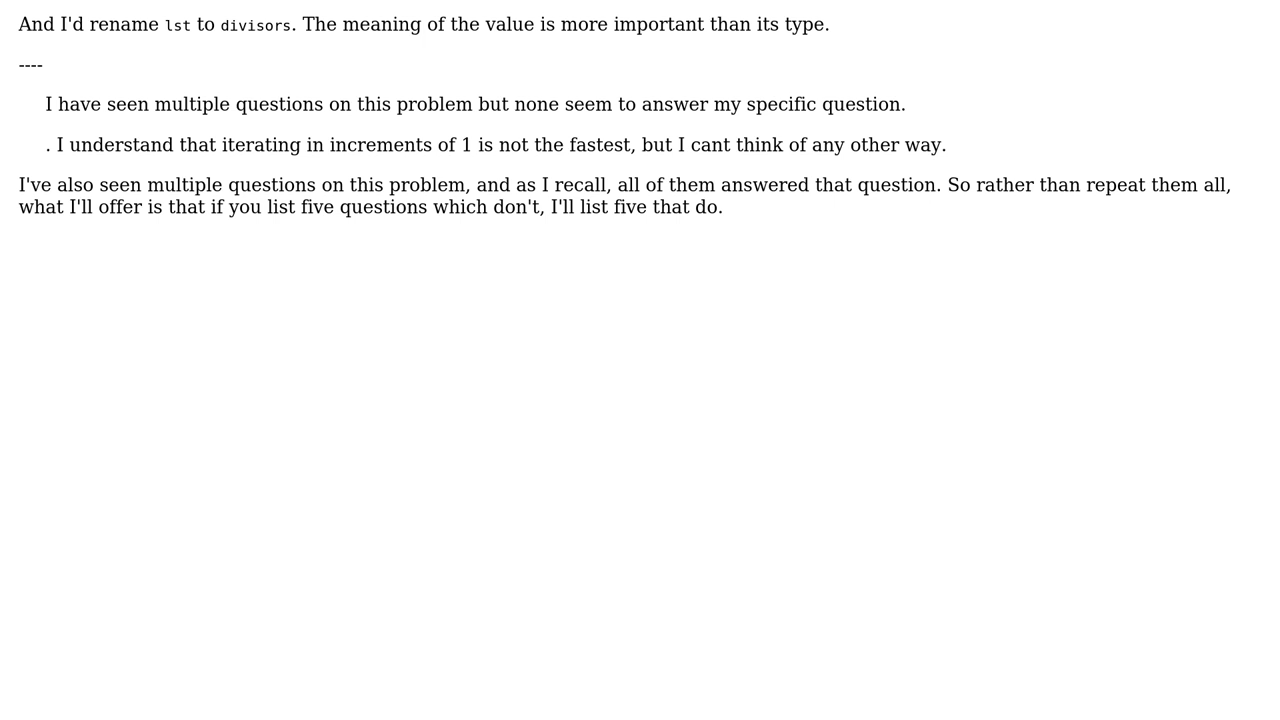 And I'd rename lst to divisors. The meaning of the value is more important than its type.
----
I have seen multiple questions on this problem but none seem to answer my specific question.
. I understand that iterating in increments of 1 is not the fastest, but I cant think of any other way.
I've also seen multiple questions on this problem, and as I recall, all of them answered that question. So rather than repeat them all,
what I'll offer is that if you list five questions which don't, I'll list five that do.